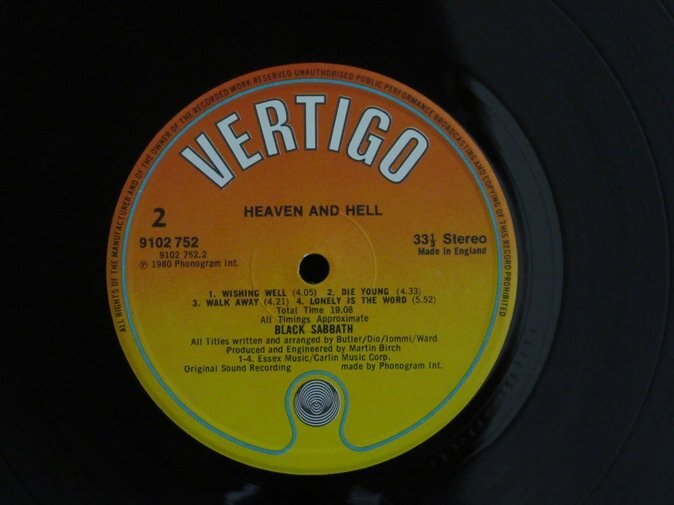 ALL RIGHTS OF THE MANUFACTURER AND OF THE OWNER OF THE RECORDED WORK RESERVED UNAUTHORISED PUBLIC PERFORMANCE BROADCASTING AND COPYING OF THIS RECORD PROHIBITED
VERTIGO
HEAVEN AND HELL
2
9102 752
9102 752.2
℗ 1980 Phonogram Int.
33⅓ Stereo
Made in England
1. WISHING WELL (4.05) 2. DIE YOUNG (4.33)
3. WALK AWAY (4.21) 4. LONELY IS THE WORD (5.52)
Total Time 19.08
All Timings Approximate
BLACK SABBATH
All Titles written and arranged by Butler/Dio/Iommi/Ward
Produced and Engineered by Martin Birch
1-4. Essex Music/Carlin Music Corp.
Original Sound Recording made by Phonogram Int.